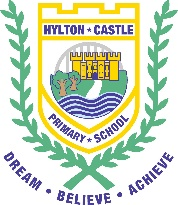 HYLTON ★ CASTLE
PRIMARY ★ SCHOOL
DREAM • BELIEVE • ACHIEVE